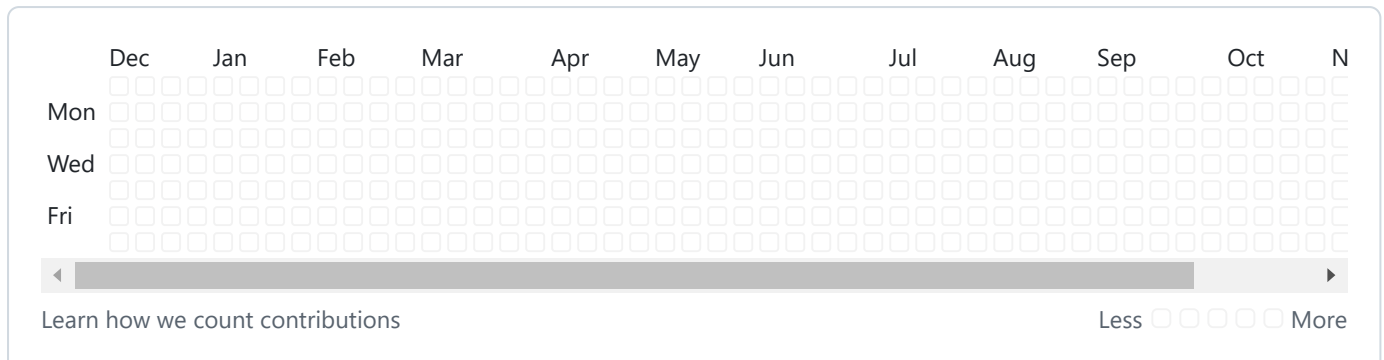 Dec Jan Feb Mar Apr May Jun Jul Aug Sep Oct N
Mon
Wed
Fri
Learn how we count contributions Less More